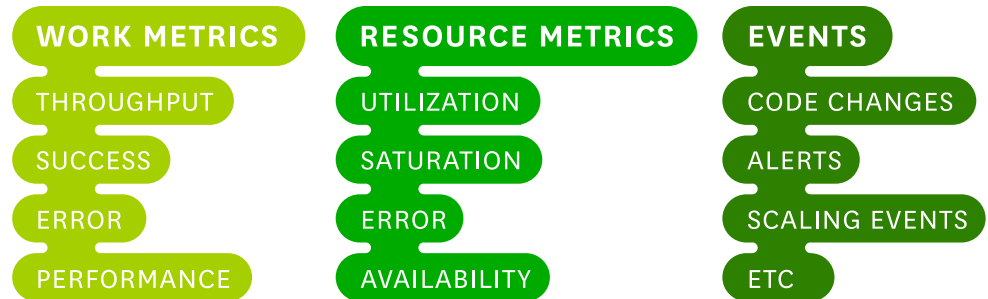 WORK METRICS
THROUGHPUT
SUCCESS
ERROR
PERFORMANCE
RESOURCE METRICS
UTILIZATION
SATURATION
ERROR
AVAILABILITY
EVENTS
CODE CHANGES
ALERTS
SCALING EVENTS
ETC